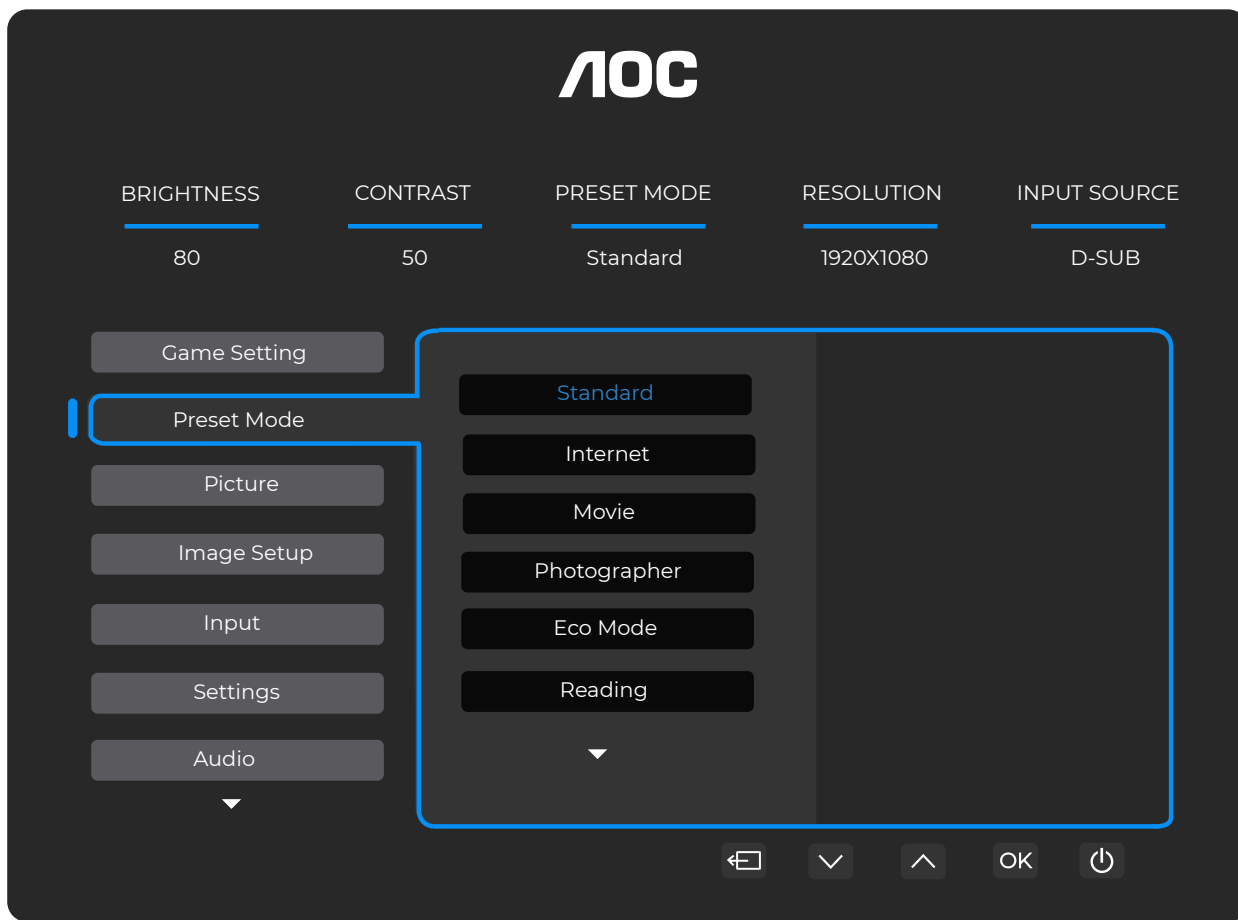 AOC
BRIGHTNESS CONTRAST PRESET MODE RESOLUTION INPUT SOURCE
80 50 Standard 1920X1080 D-SUB
Game Setting
Preset Mode
Picture
Image Setup
Input
Settings
Audio
Standard
Internet
Movie
Photographer
Eco Mode
Reading
OK